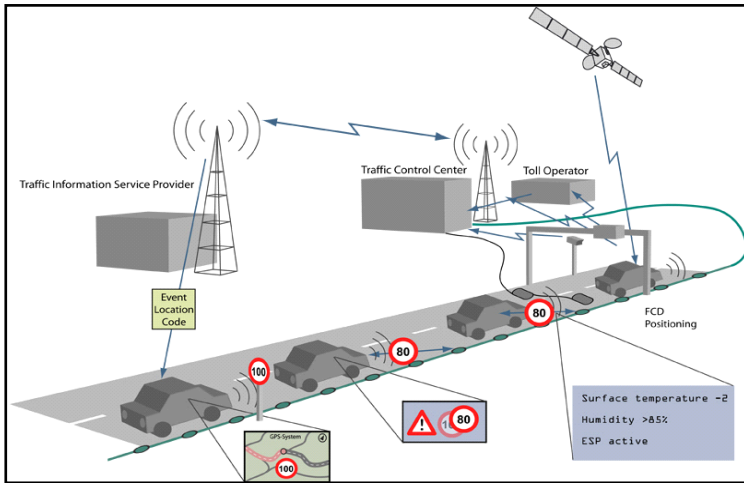 Traffic Information Service Provider
Traffic Control Center
Toll Operator
Event
Location
Code
100
80
80
FCD
Positioning
GPS-System
100
80
Surface temperature -2
Humidity >85%
ESP active